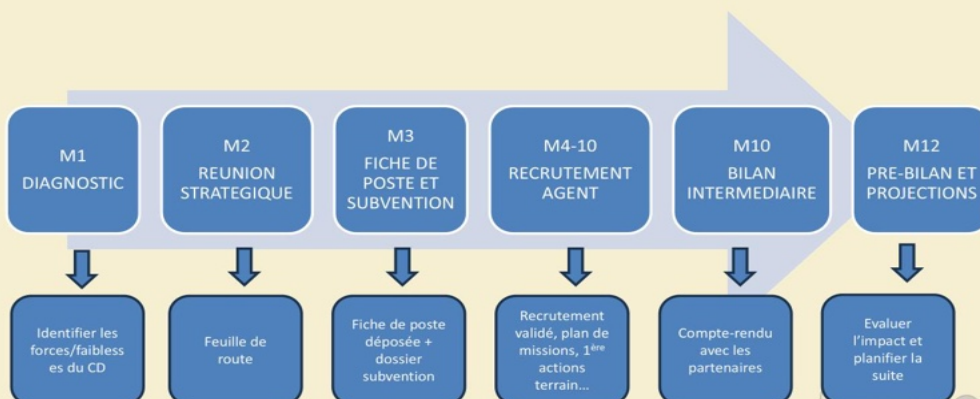 M1
DIAGNOSTIC
M2
REUNION
STRATEGIQUE
M3
FICHE DE
POSTE ET
SUBVENTION
M4-10
RECRUTEMENT
AGENT
M10
BILAN
INTERMEDIAIRE
M12
PRE-BILAN ET
PROJECTIONS
Identifier les
forces/faibless
es du CD
Feuille de
route
Fiche de poste
déposée +
dossier
subvention
Recrutement
validé, plan de
missions, 1ère
actions
terrain...
Compte-rendu
avec les
partenaires
Evaluer
l'impact et
planifier la
suite